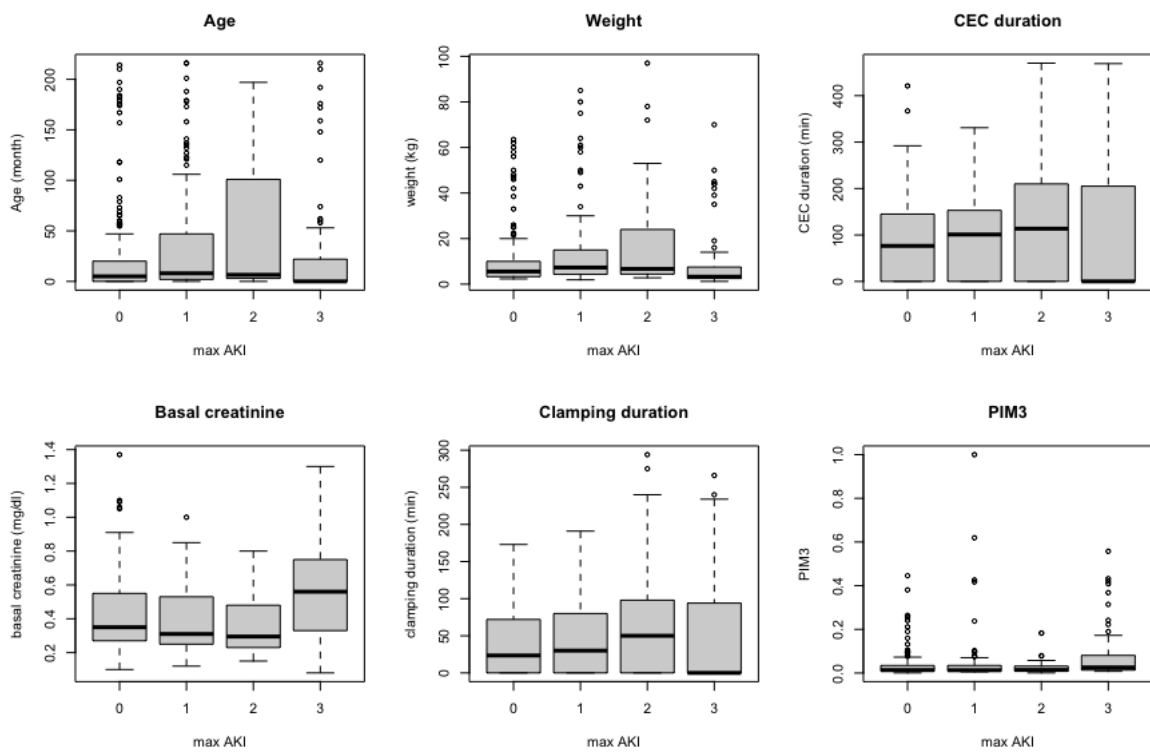 Age
Age (month)
200
150
100
50
0
0 1 2 3
max AKI
Weight
weight (kg)
100
80
60
40
20
0
0 1 2 3
max AKI
CEC duration
CEC duration (min)
400
300
200
100
0
0 1 2 3
max AKI
Basal creatinine
basal creatinine (mg/dl)
1.4
1.2
1.0
0.8
0.6
0.4
0.2
0 1 2 3
max AKI
Clamping duration
clamping duration (min)
300
250
200
150
100
50
0
0 1 2 3
max AKI
PIM3
PIM3
1.0
0.8
0.6
0.4
0.2
0.0
0 1 2 3
max AKI